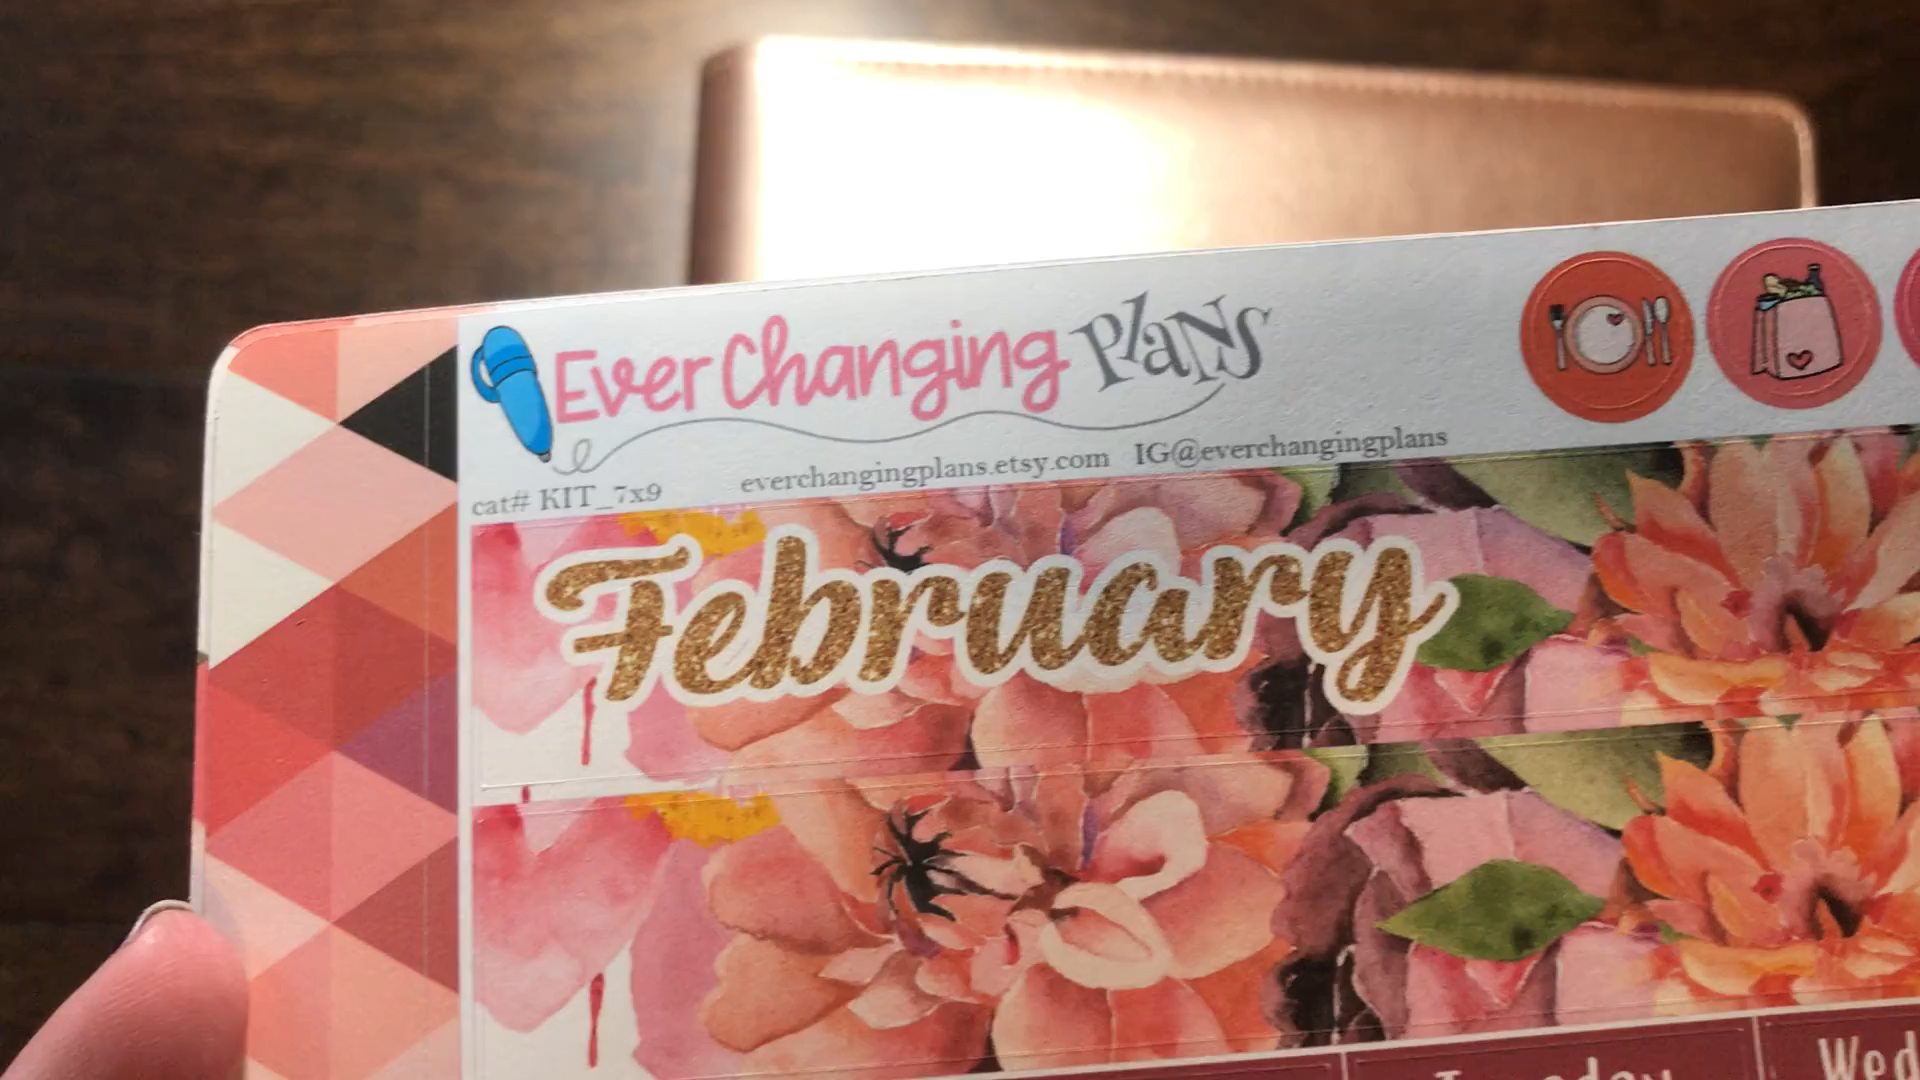 Ever Changing Plans
everchangingplans.etsy.com IG@everchangingplans
cat# KIT_7x9
February